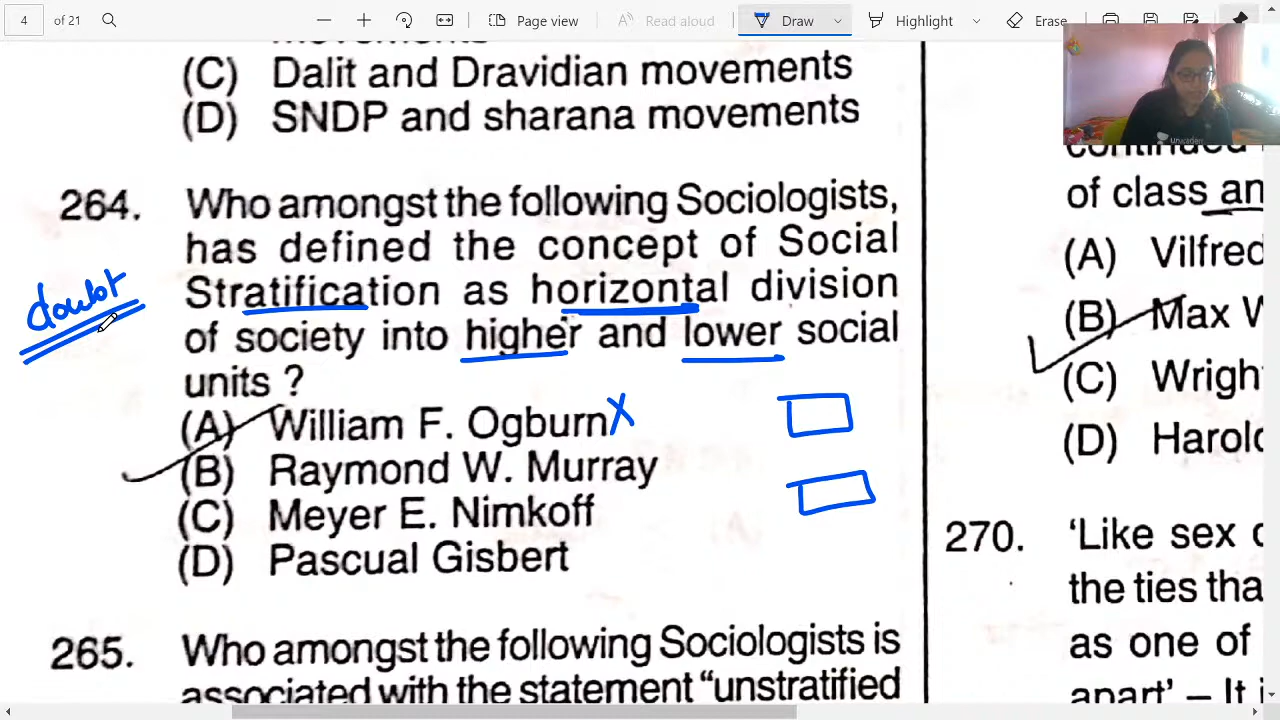 4 of 21
Page view
Read aloud
Draw
Highlight
Erase
(C) Dalit and Dravidian movements
(D) SNDP and sharana movements
264. Who amongst the following Sociologists,
has defined the concept of Social
Stratification as horizontal division
of society into higher and lower social
units ?
(A) William F. Ogburn X
(B) Raymond W. Murray
(C) Meyer E. Nimkoff
(D) Pascual Gisbert
doubt
265. Who amongst the following Sociologists is
associated with the statement "unstratified
of class an
(A) Vilfred
(B) Max W
(C) Wright
(D) Harold
270. 'Like sex o
the ties tha
as one of
apart' – It i